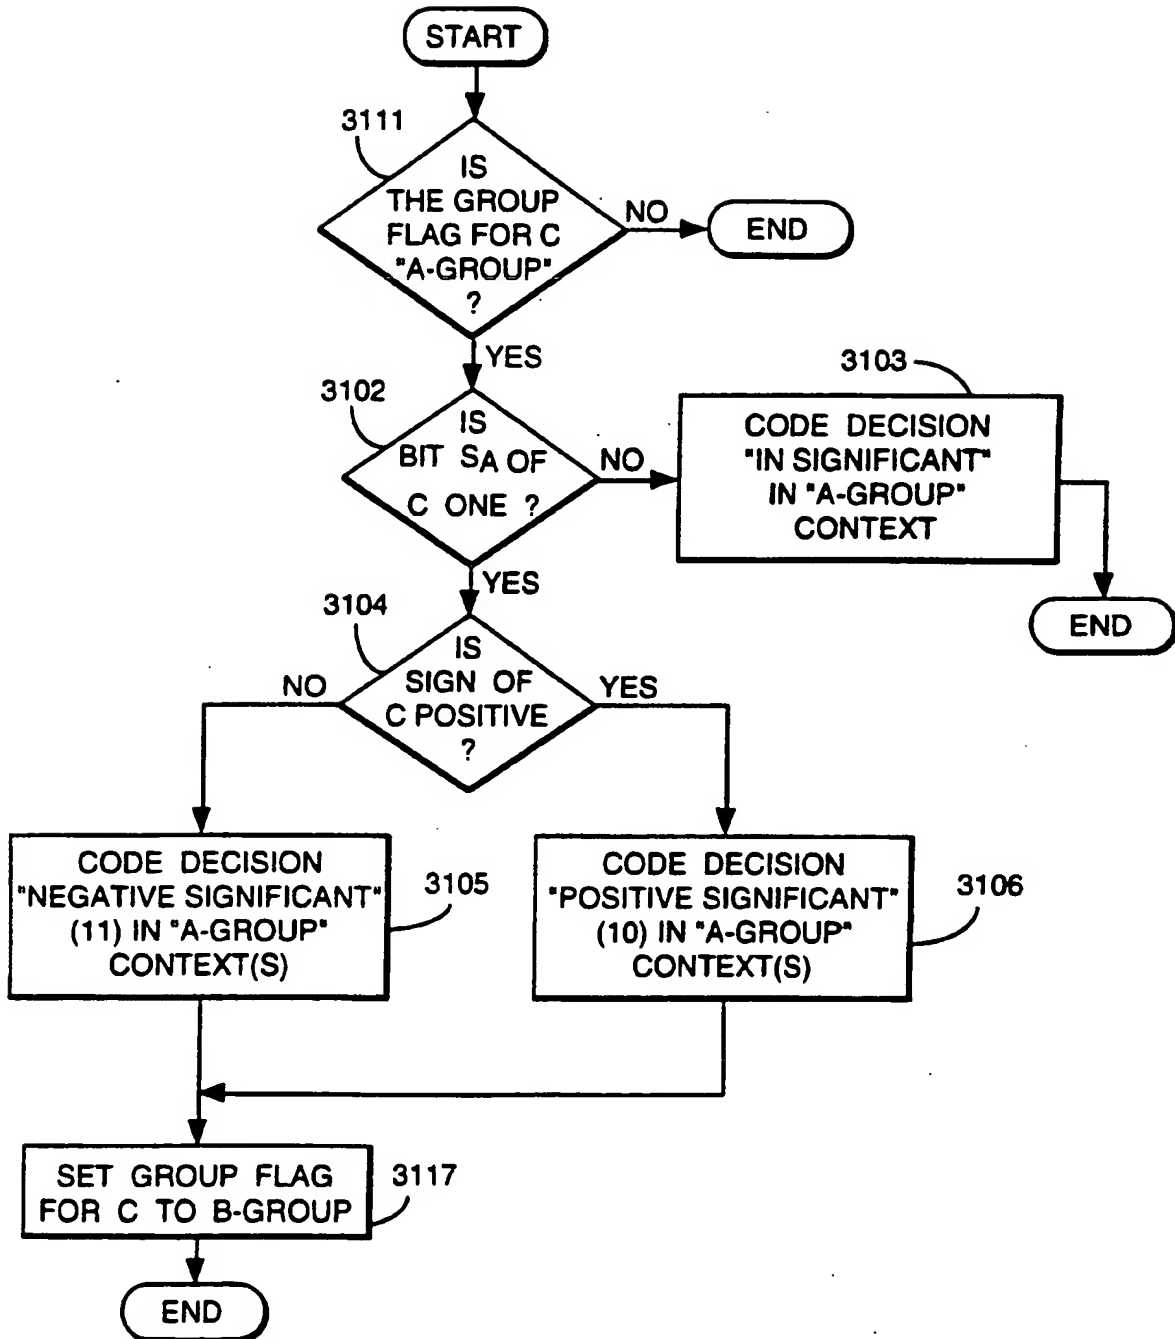 START
3111
IS
THE GROUP
FLAG FOR C
"A-GROUP"
?
NO
END
YES
3102
IS
BIT SA OF
C ONE ?
NO
3103
CODE DECISION
"IN SIGNIFICANT"
IN "A-GROUP"
CONTEXT
END
YES
3104
IS
SIGN OF
C POSITIVE
?
NO
YES
CODE DECISION
"NEGATIVE SIGNIFICANT"
(11) IN "A-GROUP"
CONTEXT(S)
3105
CODE DECISION
"POSITIVE SIGNIFICANT"
(10) IN "A-GROUP"
CONTEXT(S)
3106
SET GROUP FLAG
FOR C TO B-GROUP
3117
END